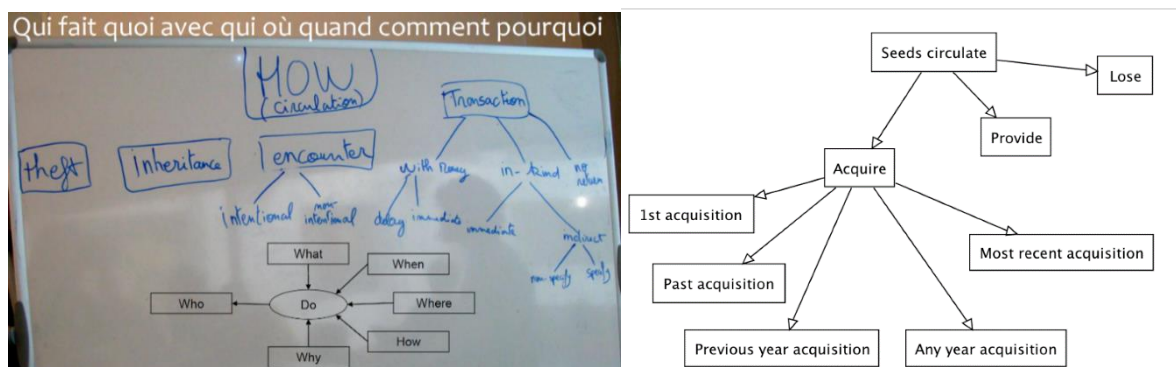 Qui fait quoi avec qui où quand comment pourquoi
HOW
(circulation)
Transaction
theft
inheritance
encounter
with money
in-kind
no return
intentional
non-intentional
delay
immediate
immediate
indirect
non-specify
specify
What
When
Who
Do
Where
Why
How
Seeds circulate
Lose
Provide
Acquire
1st acquisition
Most recent acquisition
Past acquisition
Previous year acquisition
Any year acquisition